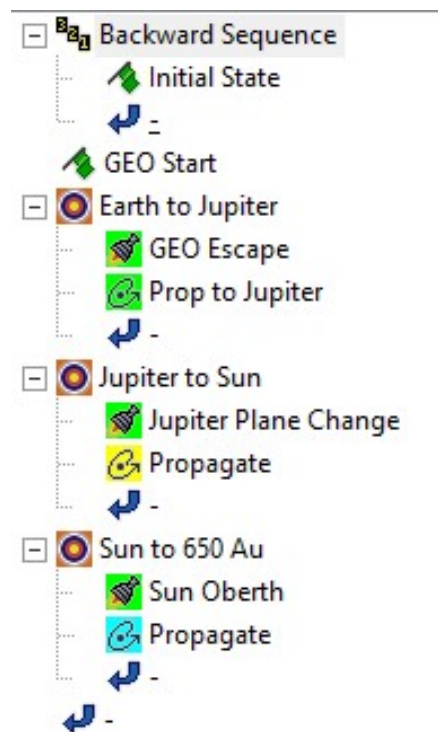 Backward Sequence
Initial State
-
GEO Start
Earth to Jupiter
GEO Escape
Prop to Jupiter
-
Jupiter to Sun
Jupiter Plane Change
Propagate
-
Sun to 650 Au
Sun Oberth
Propagate
-
-